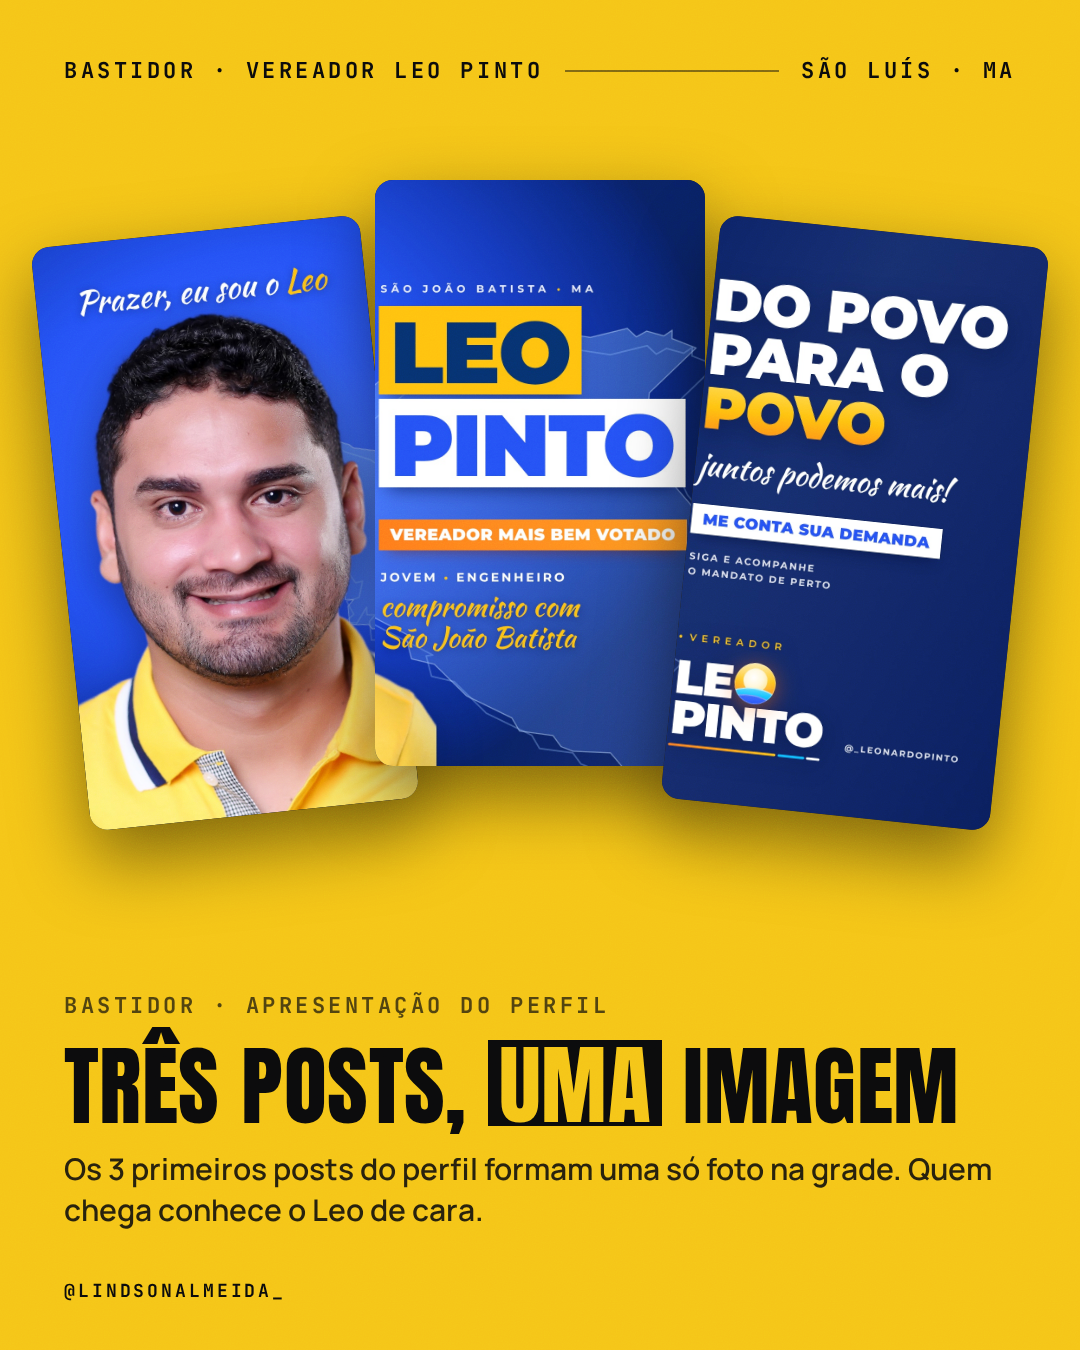 BASTIDOR · VEREADOR LEO PINTO
SÃO LUÍS · MA
Prazer, eu sou o Leo
SÃO JOÃO BATISTA · MA
LEO
PINTO
VEREADOR MAIS BEM VOTADO
JOVEM · ENGENHEIRO
compromisso com
São João Batista
DO POVO
PARA O
POVO
juntos podemos mais!
ME CONTA SUA DEMANDA
SIGA E ACOMPANHE
O MANDATO DE PERTO
· VEREADOR
LEO
PINTO
@_LEONARDOPINTO
BASTIDOR · APRESENTAÇÃO DO PERFIL
TRÊS POSTS, UMA IMAGEM
Os 3 primeiros posts do perfil formam uma só foto na grade. Quem
chega conhece o Leo de cara.
@LINDSONALMEIDA_